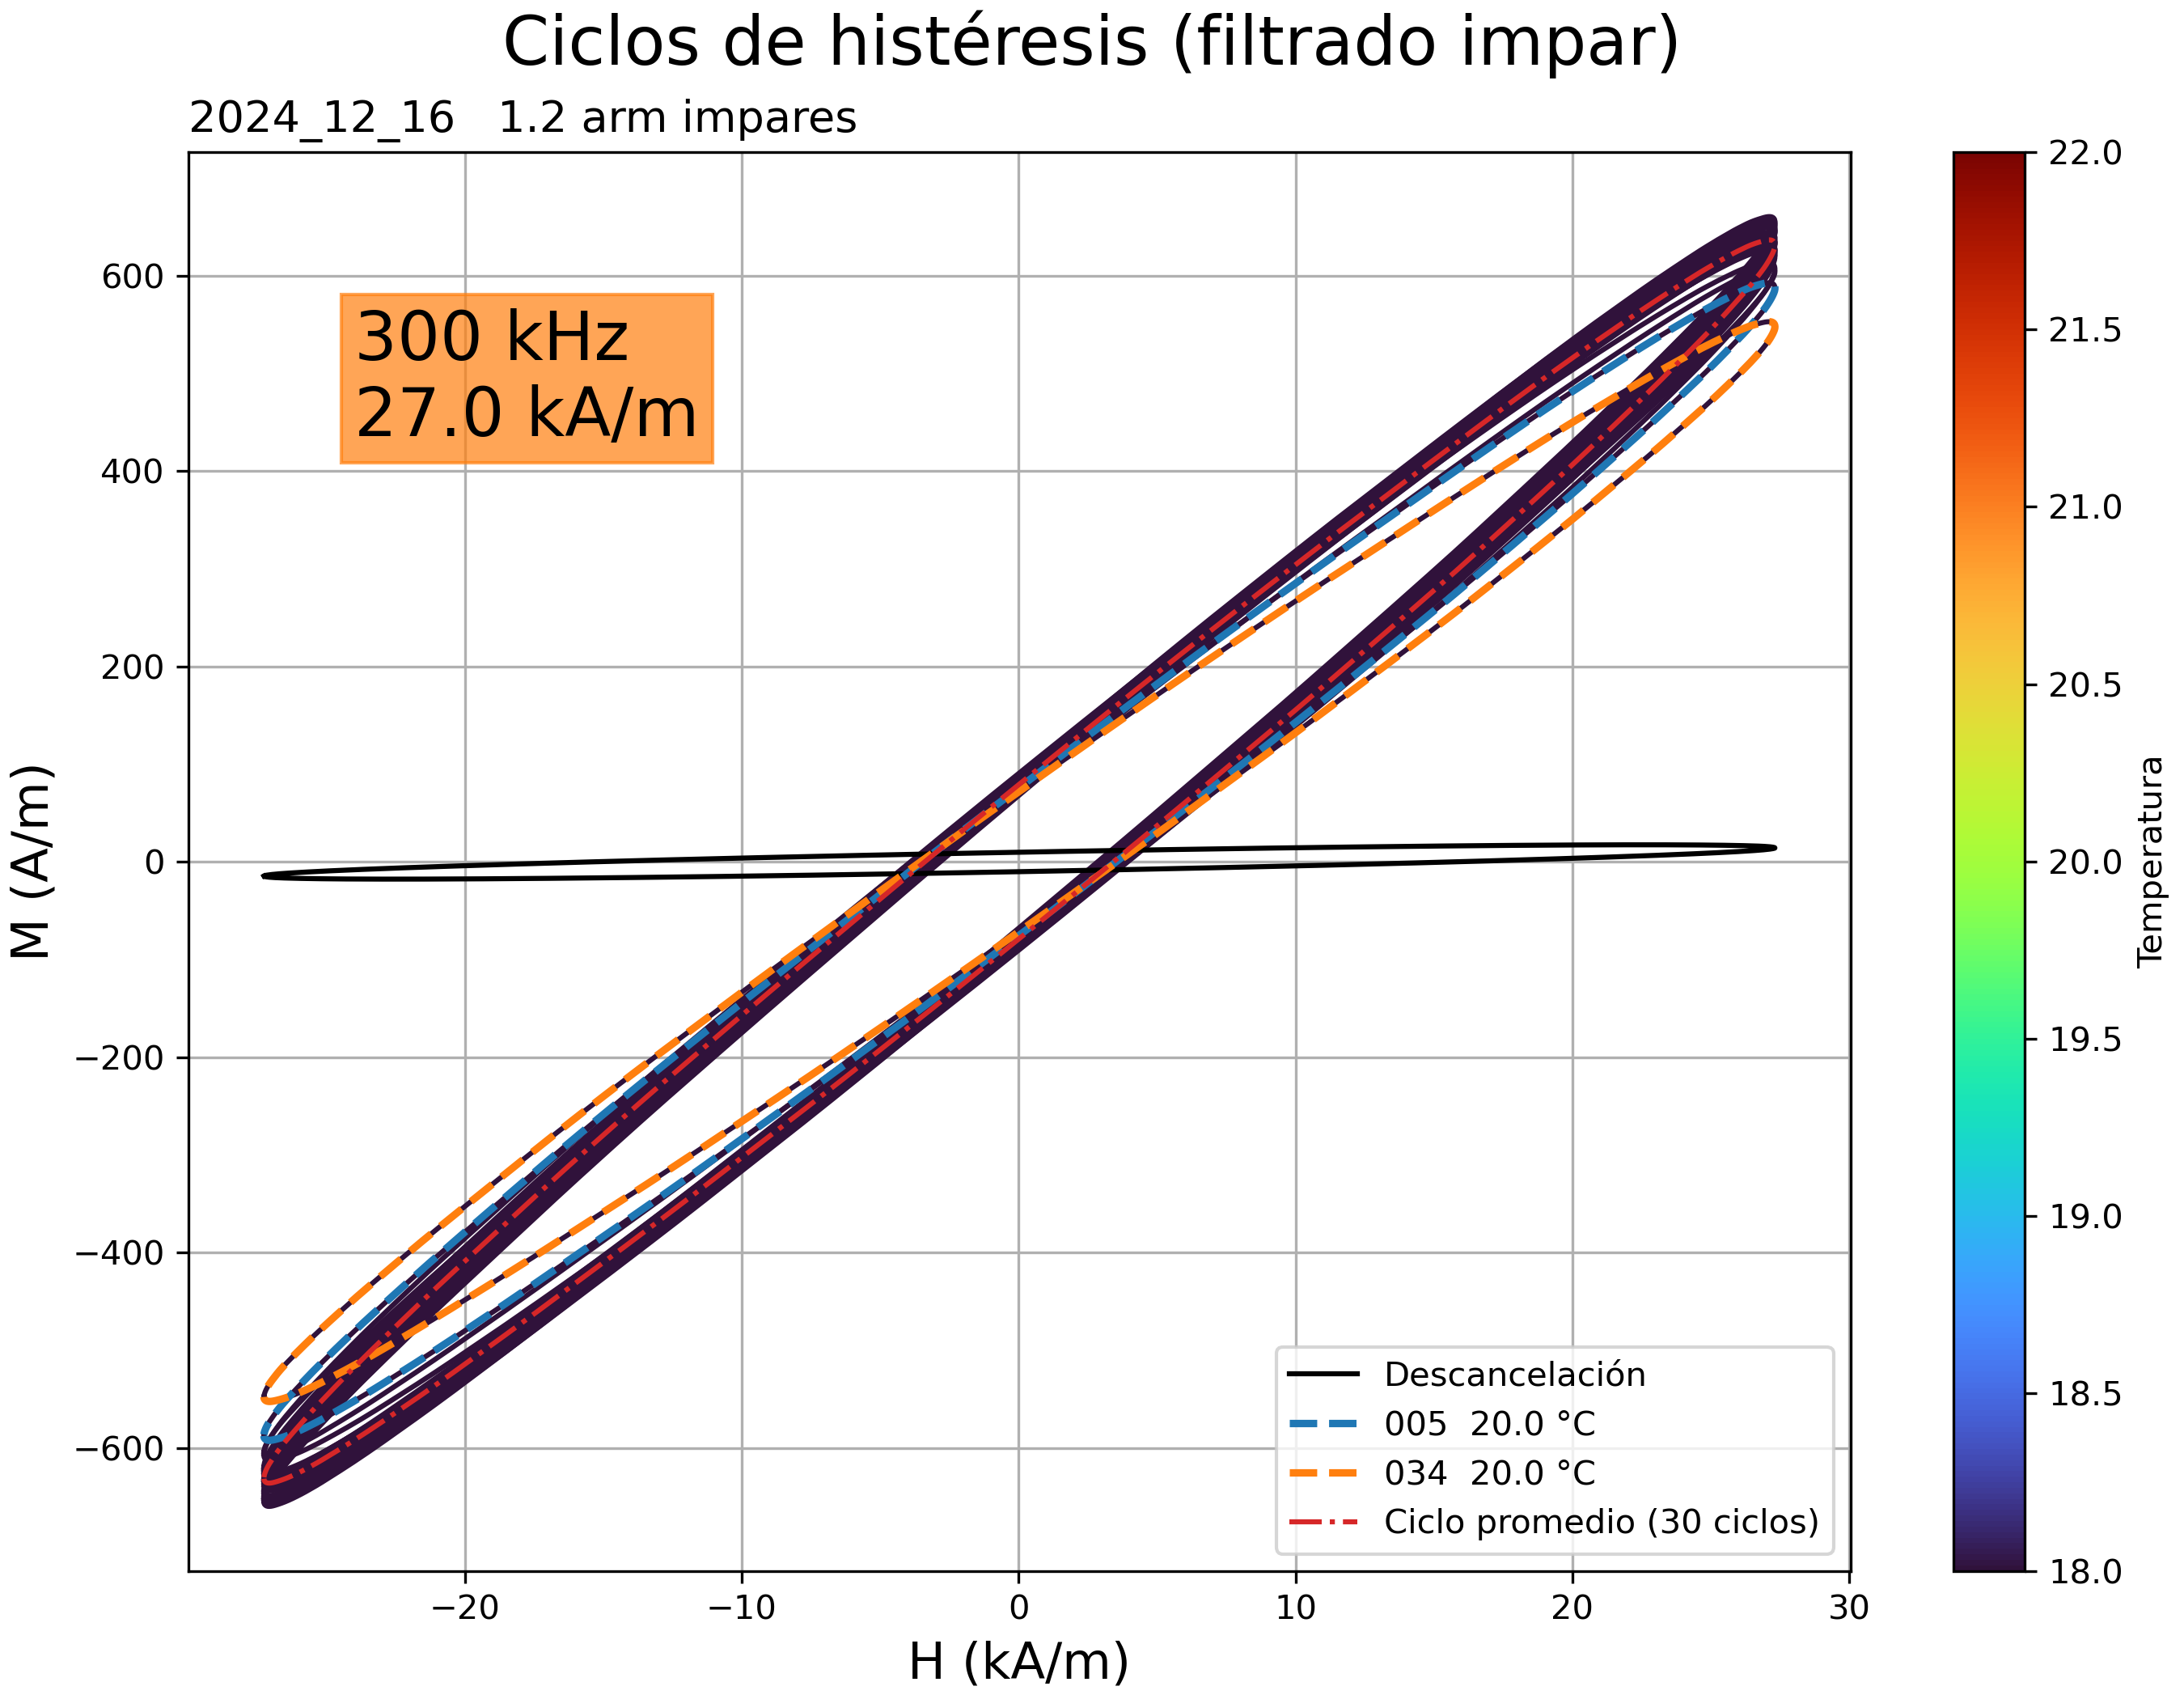 Ciclos de histéresis (filtrado impar)
2024_12_16   1.2 arm impares
300 kHz
27.0 kA/m
M (A/m)
600
400
200
0
−200
−400
−600
−20
−10
0
10
20
30
H (kA/m)
Descancelación
005  20.0 °C
034  20.0 °C
Ciclo promedio (30 ciclos)
22.0
21.5
21.0
20.5
20.0
19.5
19.0
18.5
18.0
Temperatura